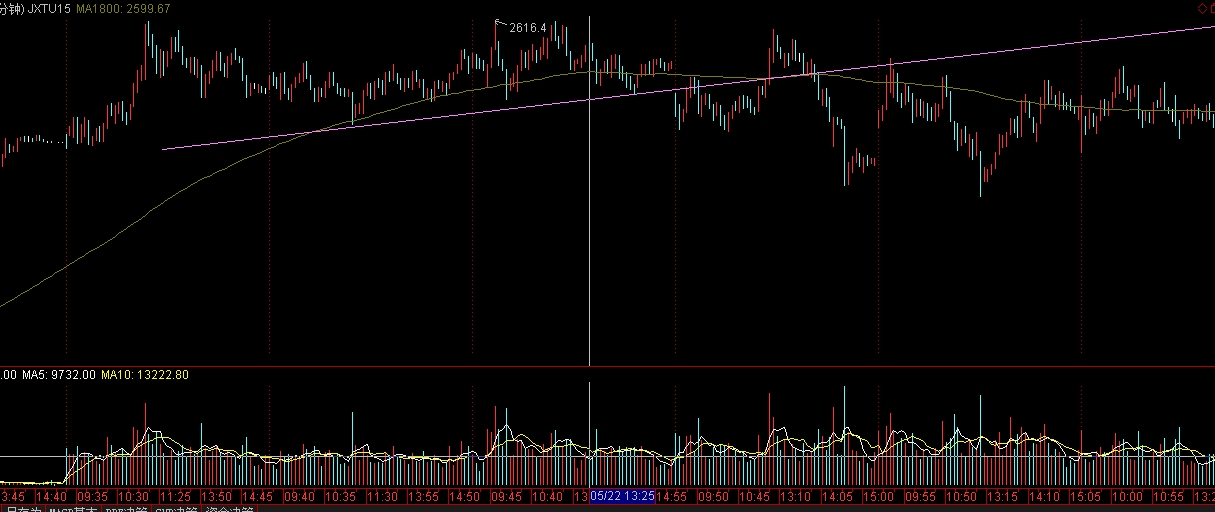 分钟) JXTU15 MA1800: 2599.67
2616.4
.00 MA5: 9732.00 MA10: 13222.80
3:45 14:40 09:35 10:30 11:25 13:50 14:45 09:40 10:35 11:30 13:55 14:50 09:45 10:40 13 05/22 13:25 14:55 09:50 10:45 13:10 14:05 15:00 09:55 10:50 13:15 14:10 15:05 10:00 10:55 13:2